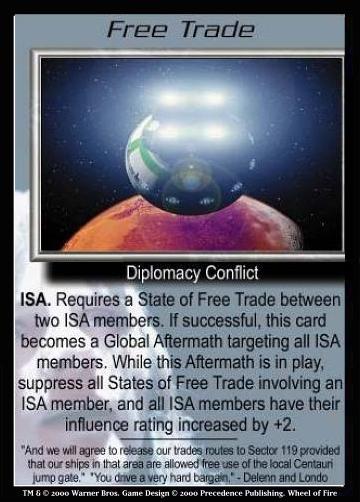 Free Trade
Diplomacy Conflict
ISA. Requires a State of Free Trade between
two ISA members. If successful, this card
becomes a Global Aftermath targeting all ISA
members. While this Aftermath is in play,
suppress all States of Free Trade involving an
ISA member, and all ISA members have their
influence rating increased by +2.
"And we will agree to release our trades routes to Sector 119 provided
that our ships in that area are allowed free use of the local Centauri
jump gate." "You drive a very hard bargain," - Delenn and Londo
TM & © 2000 Warner Bros. Game Design © 2000 Precedence Publishing. Wheel of Fire